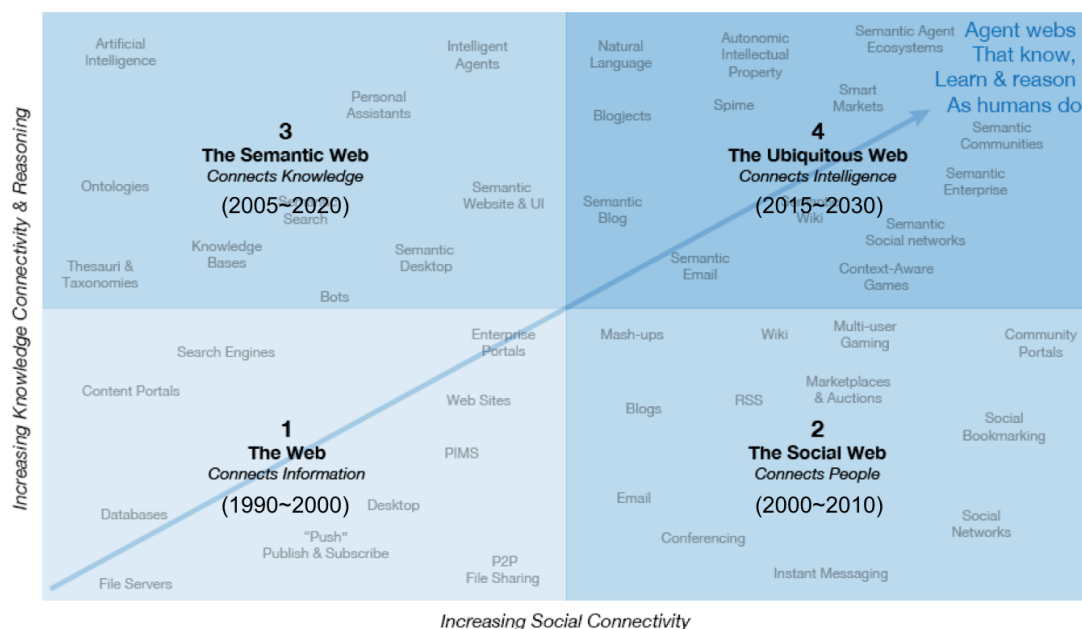 Artificial
Intelligence
Intelligent
Agents
Personal
Assistants
3
The Semantic Web
Connects Knowledge
(2005~2020)
Ontologies
Semantic
Website & UI
Semantic
Search
Knowledge
Bases
Semantic
Desktop
Thesauri &
Taxonomies
Bots
Natural
Language
Autonomic
Intellectual
Property
Semantic Agent
Ecosystems
Agent webs
That know,
Learn & reason
As humans do
Blogjects
Spime
Smart
Markets
4
The Ubiquitous Web
Connects Intelligence
(2015~2030)
Semantic
Communities
Semantic
Enterprise
Semantic
Blog
Semantic
Wiki
Semantic
Social networks
Semantic
Email
Context-Aware
Games
Search Engines
Enterprise
Portals
Content Portals
Web Sites
1
The Web
Connects Information
(1990~2000)
PIMS
Databases
Desktop
"Push"
Publish & Subscribe
P2P
File Sharing
File Servers
Mash-ups
Wiki
Multi-user
Gaming
Community
Portals
Blogs
RSS
Marketplaces
& Auctions
Social
Bookmarking
2
The Social Web
Connects People
(2000~2010)
Email
Conferencing
Social
Networks
Instant Messaging
Increasing Knowledge Connectivity & Reasoning
Increasing Social Connectivity